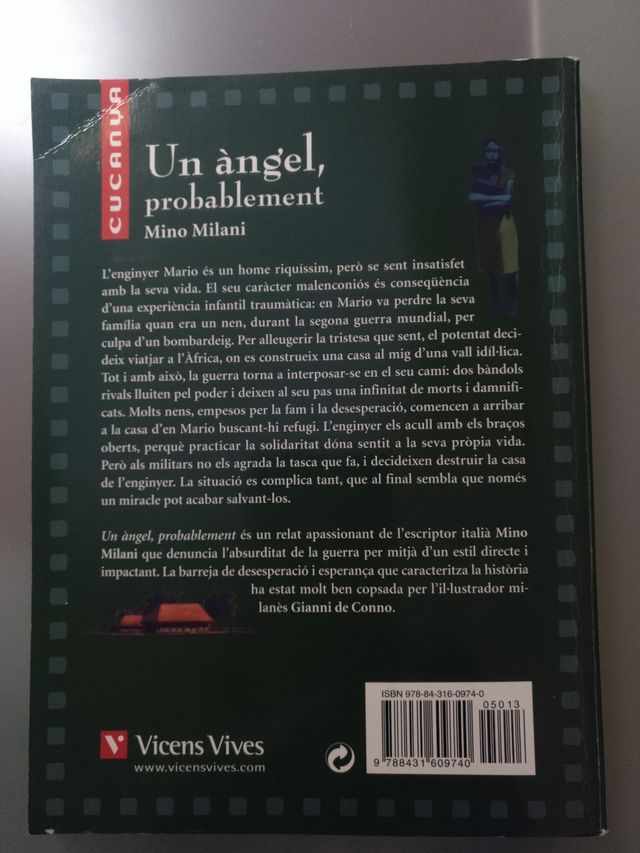 CUCANYA
Un àngel,
probablement
Mino Milani
L'enginyer Mario és un home riquíssim, però se sent insatisfet
amb la seva vida. El seu caràcter malenconiós és conseqüència
d'una experiència infantil traumàtica: en Mario va perdre la seva
família quan era un nen, durant la segona guerra mundial, per
culpa d'un bombardeig. Per alleugerir la tristesa que sent, el potentat deci-
deix viatjar a l'Àfrica, on es construeix una casa al mig d'una vall idíl·lica.
Tot i amb això, la guerra torna a interposar-se en el seu camí: dos bàndols
rivals lluiten pel poder i deixen al seu pas una infinitat de morts i damnifi-
cats. Molts nens, empesos per la fam i la desesperació, comencen a arribar
a la casa d'en Mario buscant-hi refugi. L'enginyer els acull amb els braços
oberts, perquè practicar la solidaritat dóna sentit a la seva pròpia vida.
Però als militars no els agrada la tasca que fa, i decideixen destruir la casa
de l'enginyer. La situació es complica tant, que al final sembla que només
un miracle pot acabar salvant-los.
Un àngel, probablement és un relat apassionant de l'escriptor italià Mino
Milani que denuncia l'absurditat de la guerra per mitjà d'un estil directe i
impactant. La barreja de desesperació i esperança que caracteritza la història
ha estat molt ben copsada per l'il·lustrador mi-
lanès Gianni de Conno.
Vicens Vives
www.vicensvives.com
ISBN 978-84-316-0974-0
05013
9 788431 609740